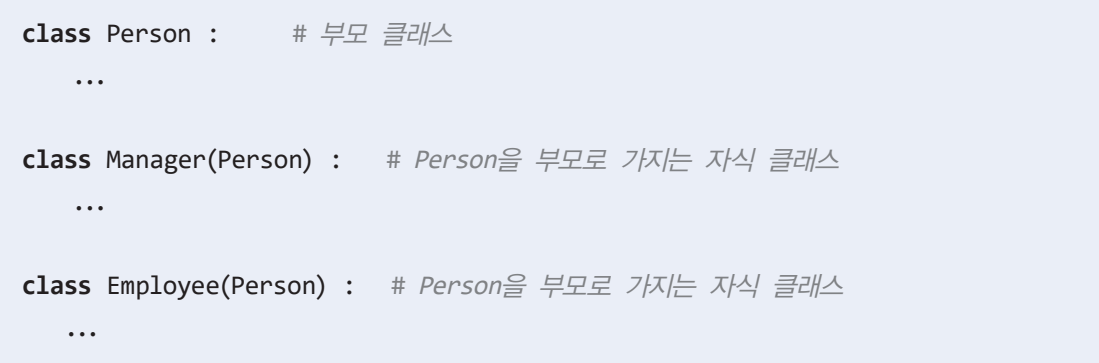 class Person :     # 부모 클래스
    ...
class Manager(Person) :   # Person을 부모로 가지는 자식 클래스
    ...
class Employee(Person) :  # Person을 부모로 가지는 자식 클래스
   ...